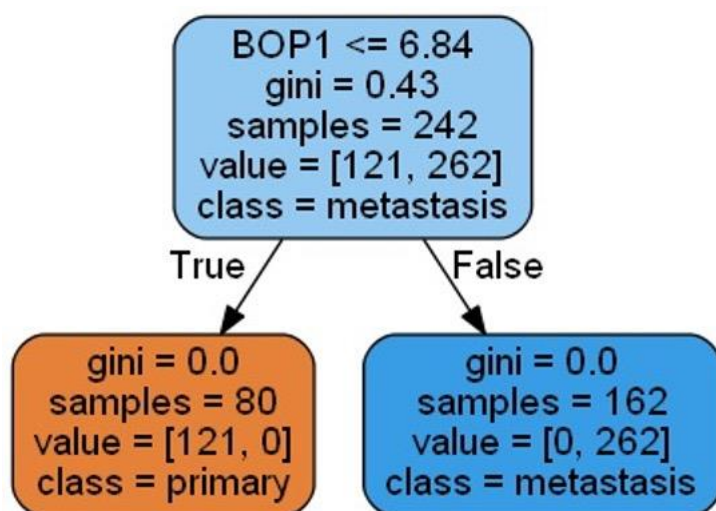 BOP1 <= 6.84
gini = 0.43
samples = 242
value = [121, 262]
class = metastasis
True
False
gini = 0.0
samples = 80
value = [121, 0]
class = primary
gini = 0.0
samples = 162
value = [0, 262]
class = metastasis